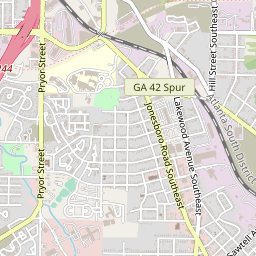 Pryor Street
244
Hill Street Southeast
GA 42 Spur
Jonesboro Road Southeast
Lakewood Avenue Southeast
Atlanta South District
Pryor Street
Sawtell A